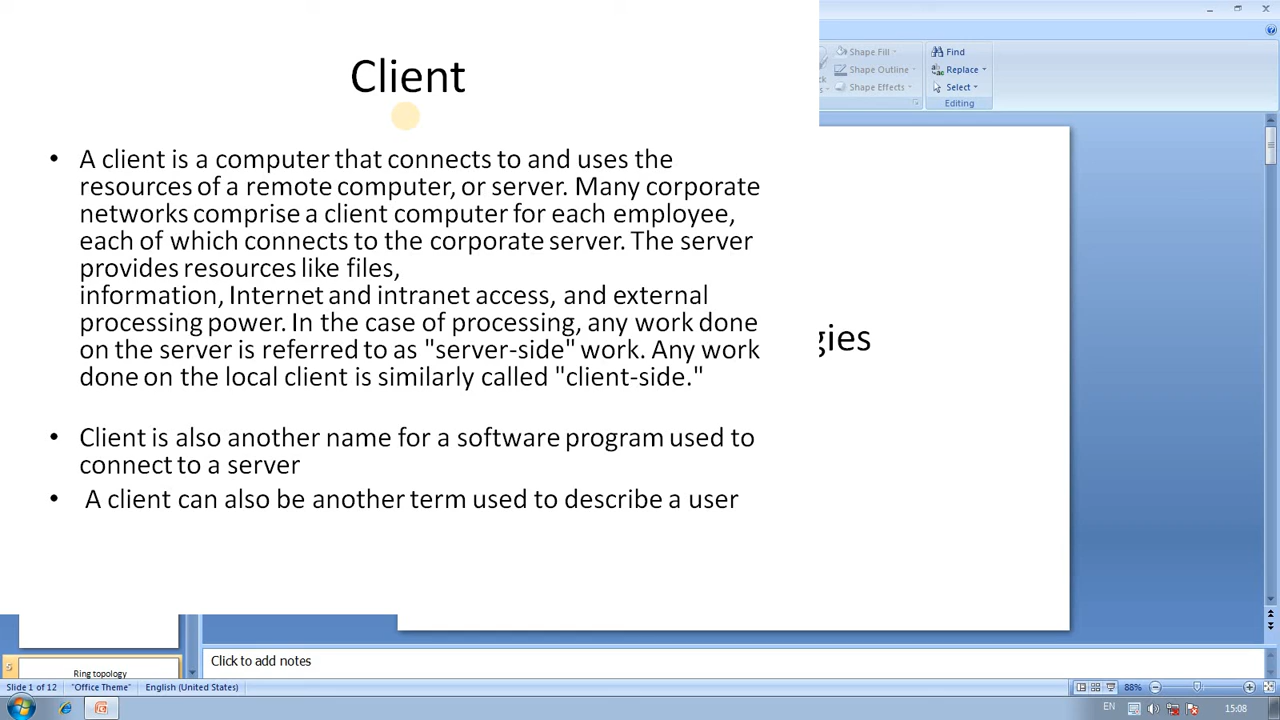 Client
• A client is a computer that connects to and uses the
resources of a remote computer, or server. Many corporate
networks comprise a client computer for each employee,
each of which connects to the corporate server. The server
provides resources like files,
information, Internet and intranet access, and external
processing power. In the case of processing, any work done
on the server is referred to as "server-side" work. Any work
done on the local client is similarly called "client-side."
• Client is also another name for a software program used to
connect to a server
• A client can also be another term used to describe a user
Shape Fill
Shape Outline
Shape Effects
Find
Replace
Select
Editing
gies
5
Ring topology
Click to add notes
Slide 1 of 12
"Office Theme"
English (United States)
88%
EN
15:08